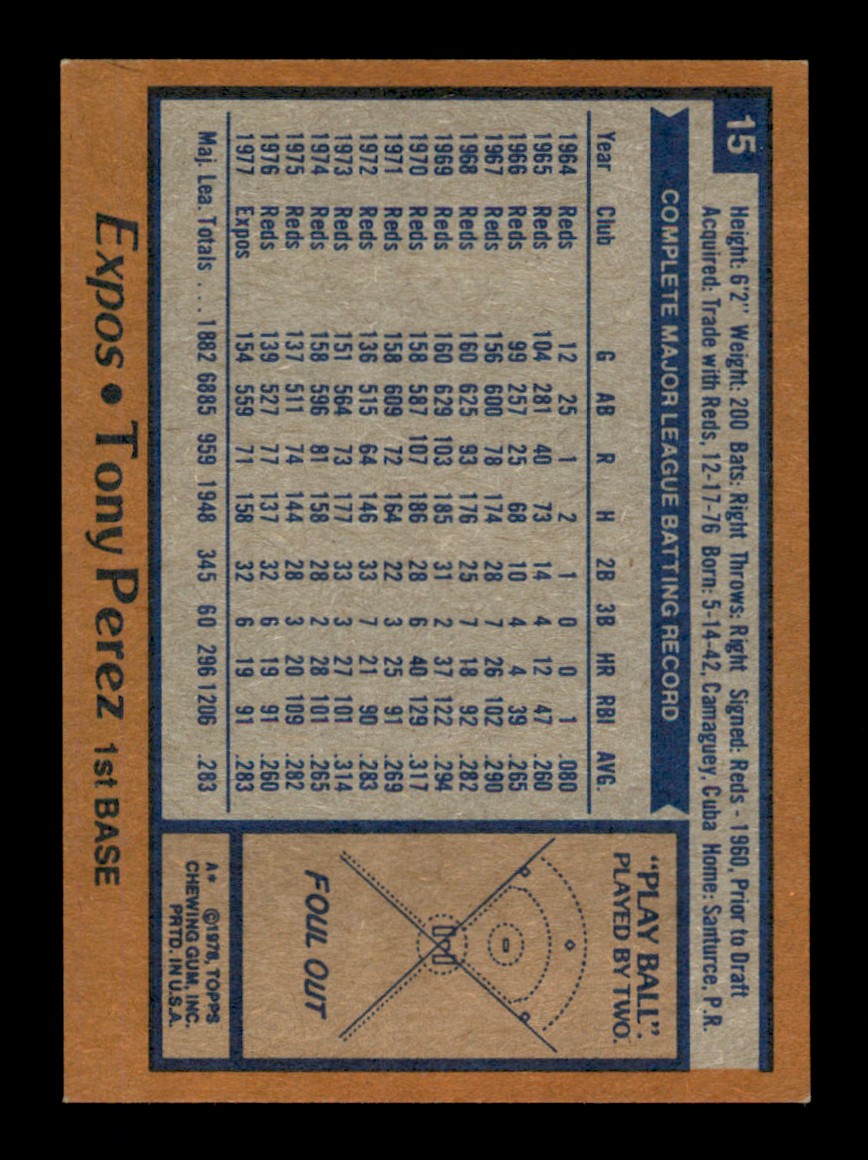 15
Height: 6'2" Weight: 200 Bats: Right Throws: Right Signed: Reds - 1960, Prior to Draft
Acquired: Trade with Reds, 12-17-76 Born: 5-14-42, Camaguey, Cuba Home: Santurce, P.R.
COMPLETE MAJOR LEAGUE BATTING RECORD
Year Club G AB R H 2B 3B HR RBI AVG.
1964 Reds 12 25 1 2 1 0 0 1 .080
1965 Reds 104 281 40 73 14 4 12 47 .260
1966 Reds 99 257 25 68 10 4 4 39 .265
1967 Reds 156 600 78 174 28 7 26 102 .290
1968 Reds 160 625 93 176 25 7 18 92 .282
1969 Reds 160 629 103 185 31 2 37 122 .294
1970 Reds 158 587 107 186 28 6 40 129 .317
1971 Reds 158 609 72 164 22 3 25 91 .269
1972 Reds 136 515 64 146 33 7 21 90 .283
1973 Reds 151 564 73 177 33 3 27 101 .314
1974 Reds 158 596 81 158 28 2 28 101 .265
1975 Reds 137 511 74 144 28 3 20 109 .282
1976 Reds 139 527 77 137 32 6 19 91 .260
1977 Expos 154 559 71 158 32 6 19 91 .283
Maj. Lea. Totals ... 1882 6885 959 1948 345 60 296 1206 .283
"PLAY BALL".
PLAYED BY TWO.
FOUL OUT
A* ©1978, TOPPS
CHEWING GUM, INC.
PRTD. IN U.S.A.
Expos • Tony Perez 1st BASE